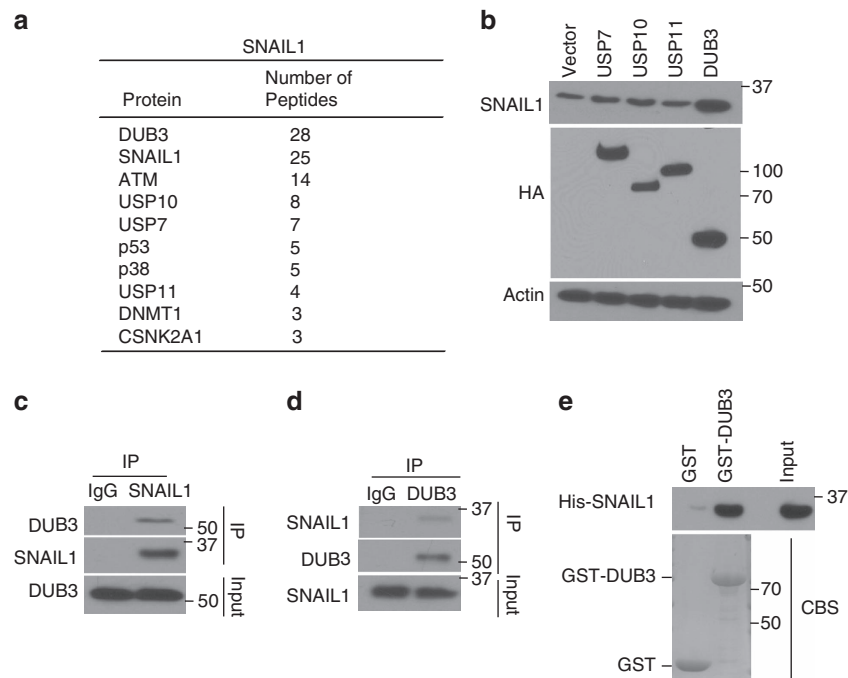 a
SNAIL1
Protein Number of Peptides
DUB3 28
SNAIL1 25
ATM 14
USP10 8
USP7 7
p53 5
p38 5
USP11 4
DNMT1 3
CSNK2A1 3
b
Vector USP7 USP10 USP11 DUB3
SNAIL1 37
HA 100
70
50
Actin 50
c
IP
IgG SNAIL1
DUB3 50
SNAIL1 37
IP
DUB3 50
Input
d
IP
IgG DUB3
SNAIL1 37
DUB3 50
IP
SNAIL1 37
Input
e
GST GST-DUB3 Input
His-SNAIL1 37
GST-DUB3 70
50
GST
CBS